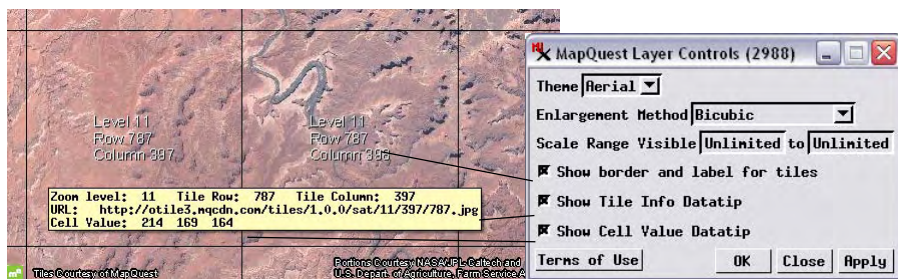 Level 11
Row 787
Column 397
Level 11
Row 787
Column 398
Zoom level: 11 Tile Row: 787 Tile Column: 397
URL: http://otile3.mqcdn.com/tiles/1.0.0/sat/11/397/787.jpg
Cell Value: 214 169 164
m
Tiles Courtesy of MapQuest
Portions Courtesy NASA/JPL-Caltech and
U.S. Depart. of Agriculture, Farm Service A
MapQuest Layer Controls (2988)
Theme Aerial
Enlargement Method Bicubic
Scale Range Visible Unlimited to Unlimited
Show border and label for tiles
Show Tile Info Datatip
Show Cell Value Datatip
Terms of Use OK Close Apply